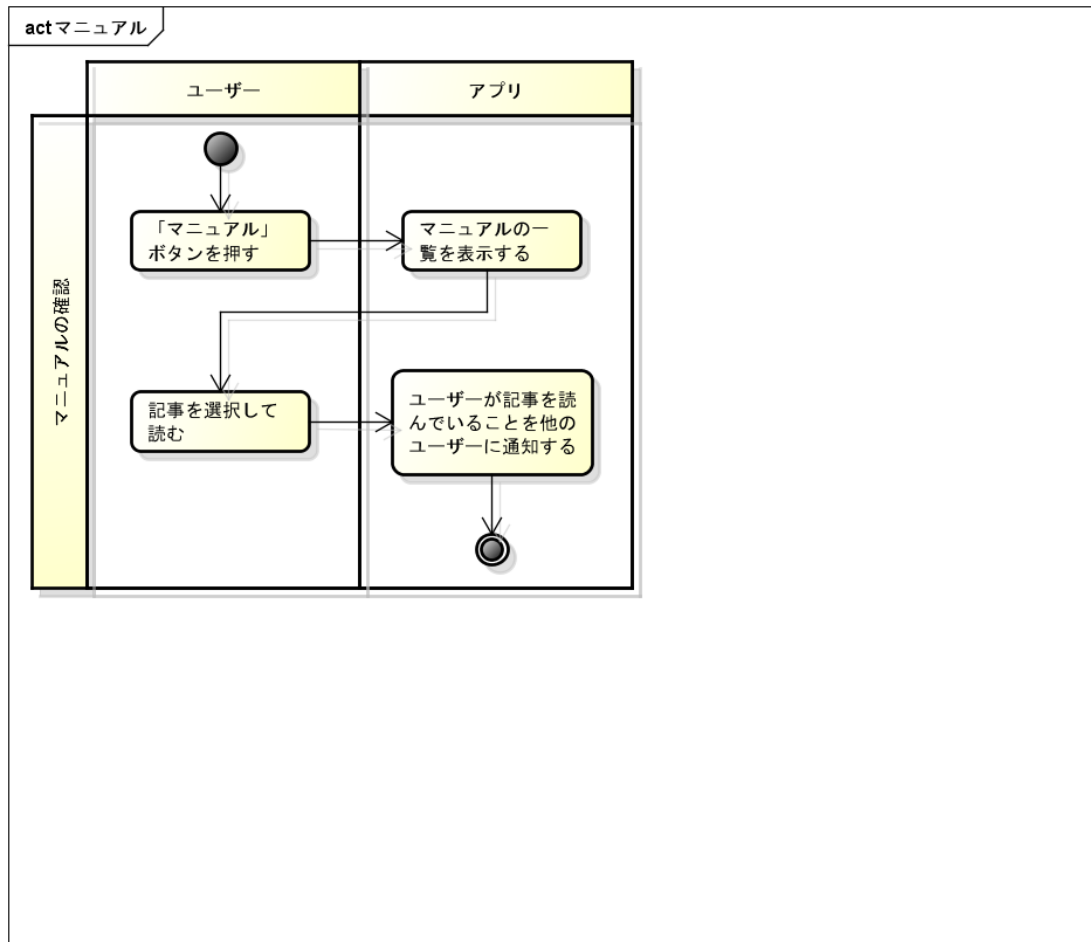 act マニュアル
ユーザー
アプリ
マニュアルの確認
「マニュアル」
ボタンを押す
マニュアルの一
覧を表示する
記事を選択して
読む
ユーザーが記事を読
んでいることを他の
ユーザーに通知する